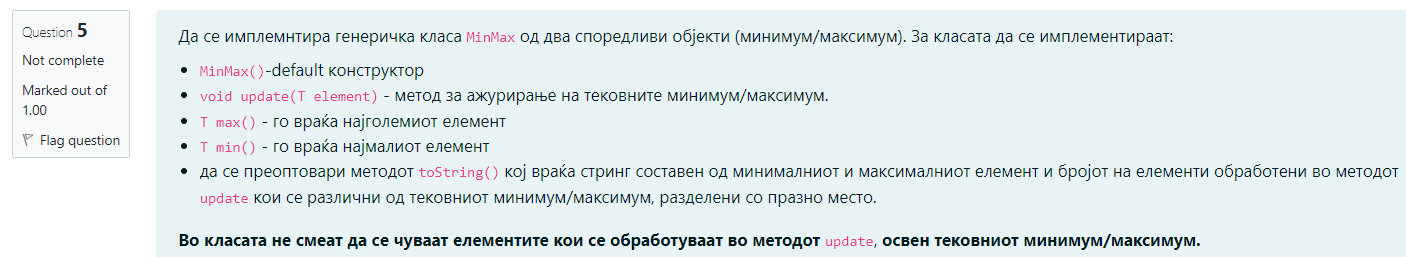 Question 5
Not complete
Marked out of
1.00
Flag question
Да се имплемнтира генеричка класа MinMax од два споредливи објекти (минимум/максимум). За класата да се имплементираат:
• MinMax()-default конструктор
• void update(T element) - метод за ажурирање на тековните минимум/максимум.
• T max() - го враќа најголемиот елемент
• T min() - го враќа најмалиот елемент
• да се преоптовари методот toString() кој враќа стринг составен од минималниот и максималниот елемент и бројот на елементи обработени во методот
update кои се различни од тековниот минимум/максимум, разделени со празно место.
Во класата не смеат да се чуваат елементите кои се обработуваат во методот update, освен тековниот минимум/максимум.